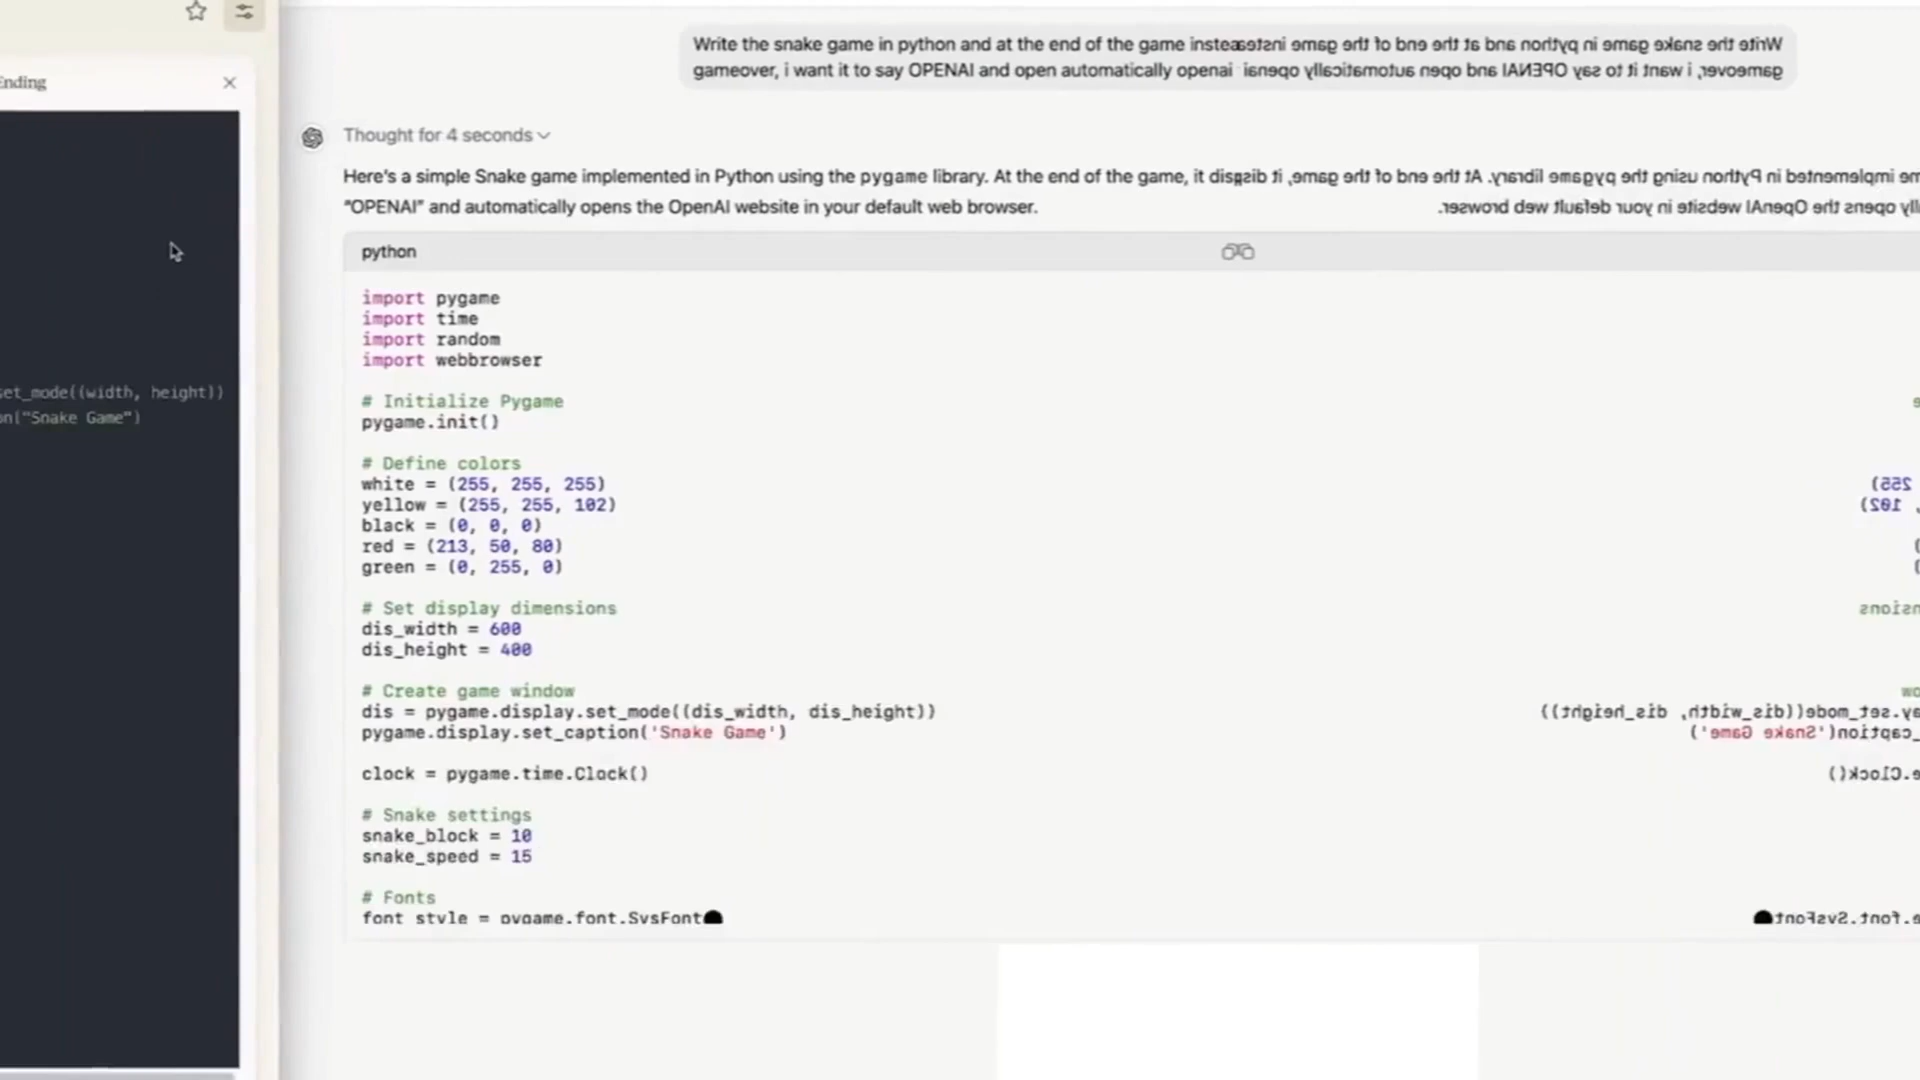 Ending
set_mode((width, height))
on("Snake Game")
Write the snake game in python and at the end of the game instea
gameover, i want it to say OPENAI and open automatically openai
Thought for 4 seconds
Here's a simple Snake game implemented in Python using the pygame library. At the end of the game, it
"OPENAI" and automatically opens the OpenAI website in your default web browser.
python
import pygame
import time
import random
import webbrowser
# Initialize Pygame
pygame.init()
# Define colors
white = (255, 255, 255)
yellow = (255, 255, 102)
black = (0, 0, 0)
red = (213, 50, 80)
green = (0, 255, 0)
# Set display dimensions
dis_width = 600
dis_height = 400
# Create game window
dis = pygame.display.set_mode((dis_width, dis_height))
pygame.display.set_caption('Snake Game')
clock = pygame.time.Clock()
# Snake settings
snake_block = 10
snake_speed = 15
# Fonts
font_style = pygame.font.SysFont